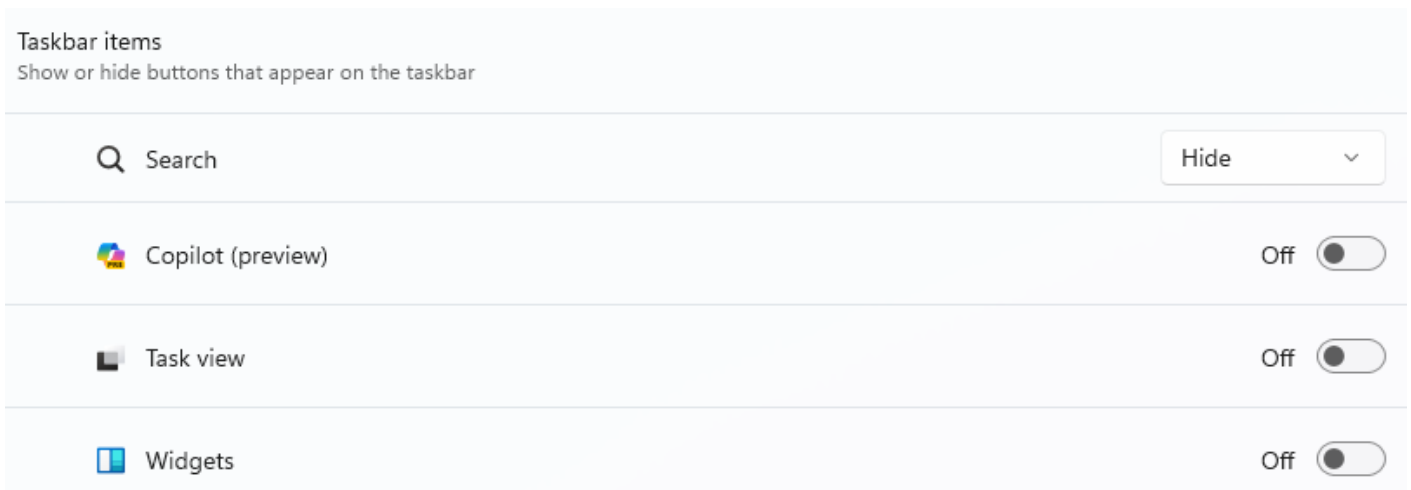 Taskbar items
Show or hide buttons that appear on the taskbar
Search Hide
PRE
Copilot (preview) Off
Task view Off
Widgets Off